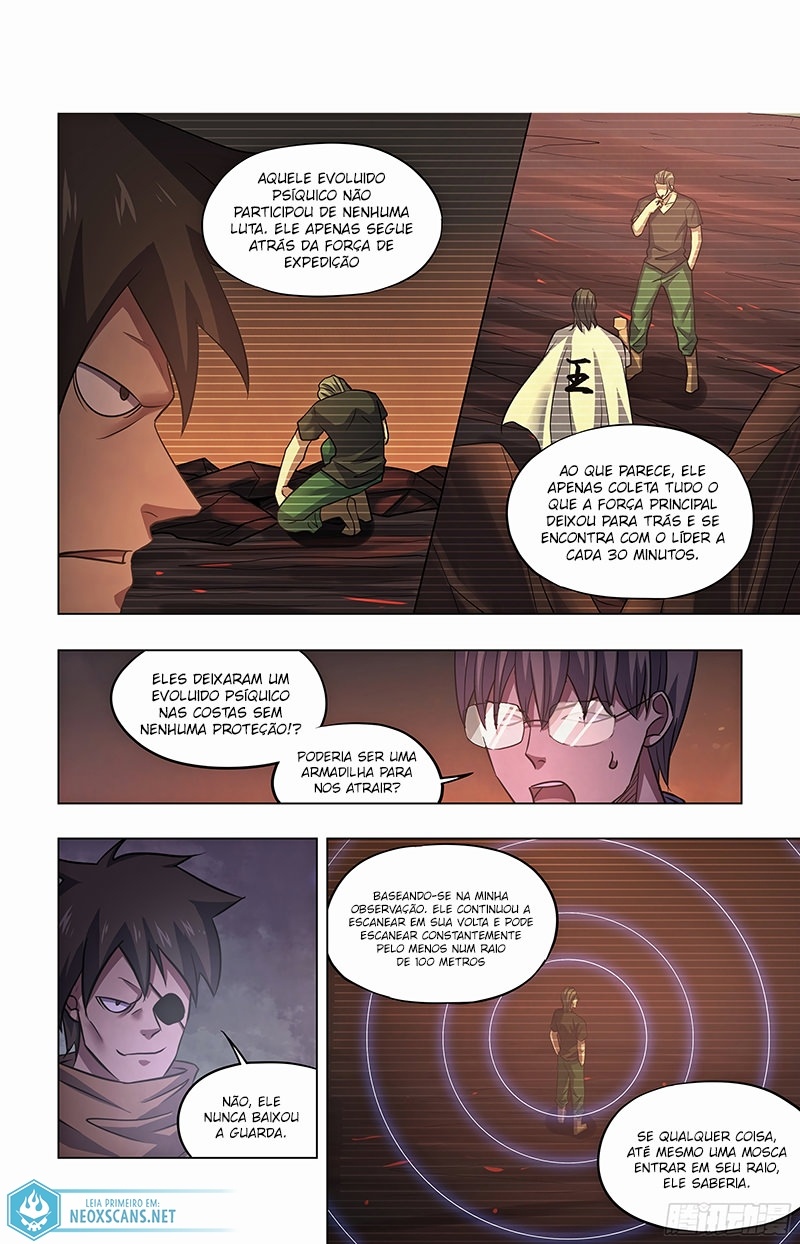 AQUELE EVOLUIDO
PSÍQUICO NÃO
PARTICIPOU DE NENHUMA
LUTA. ELE APENAS SEGUE
ATRÁS DA FORÇA DE
EXPEDIÇÃO
王
AO QUE PARECE, ELE
APENAS COLETA TUDO O
QUE A FORÇA PRINCIPAL
DEIXOU PARA TRÁS E SE
ENCONTRA COM O LÍDER A
CADA 30 MINUTOS.
ELES DEIXARAM UM
EVOLUIDO PSÍQUICO
NAS COSTAS SEM
NENHUMA PROTEÇÃO!?
PODERIA SER UMA
ARMADILHA PARA
NOS ATRAIR?
NÃO, ELE
NUNCA BAIXOU
A GUARDA.
BASEANDO-SE NA MINHA
OBSERVAÇÃO. ELE CONTINUOU A
ESCANEAR EM SUA VOLTA E PODE
ESCANEAR CONSTANTEMENTE
PELO MENOS NUM RAIO
DE 100 METROS
SE QUALQUER COISA,
ATÉ MESMO UMA MOSCA
ENTRAR EM SEU RAIO,
ELE SABERIA.
LEIA PRIMEIRO EM:
NEOXSCANS.NET
腾讯动漫